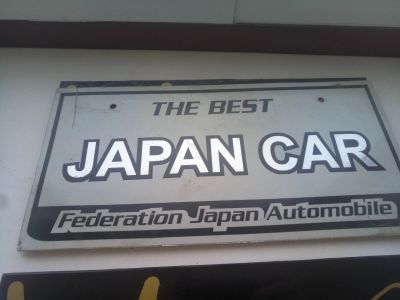 THE BEST
JAPAN CAR
Federation Japan Automobile